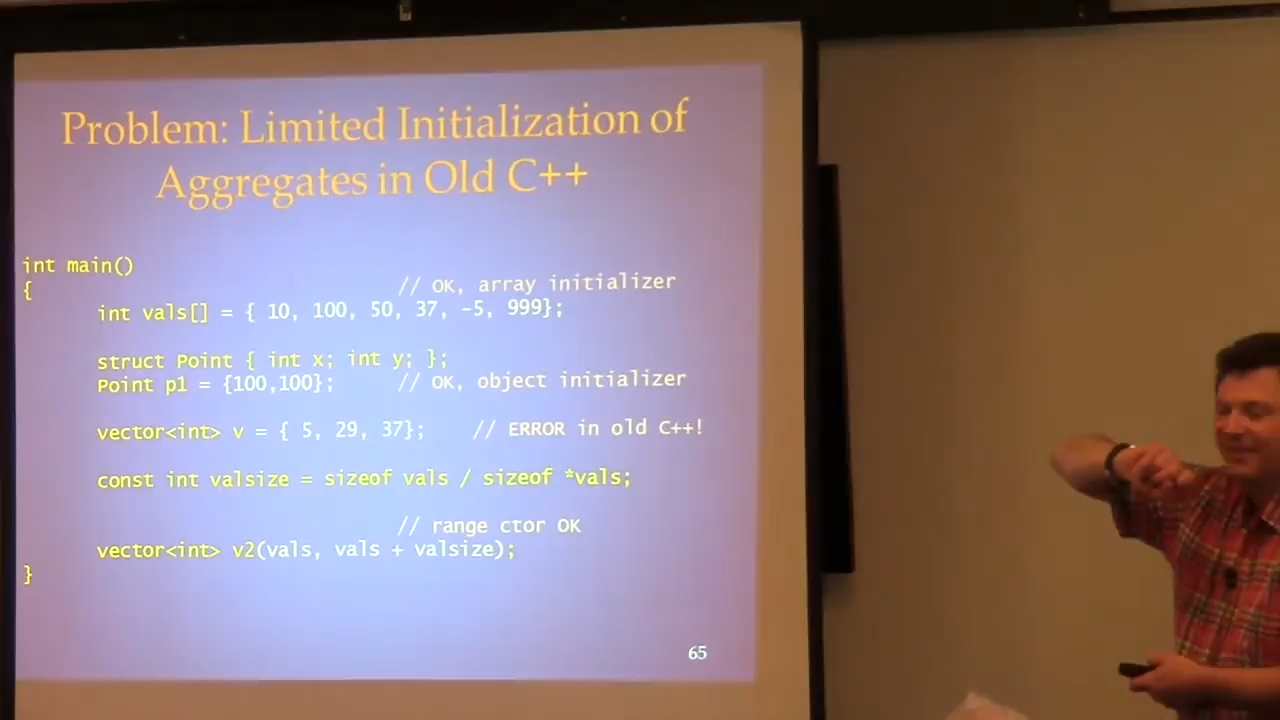 Problem: Limited Initialization of
Aggregates in Old C++
int main()
{
// OK, array initializer
int vals[] = { 10, 100, 50, 37, -5, 999};
struct Point { int x; int y; };
Point p1 = {100,100}; // OK, object initializer
vector<int> v = { 5, 29, 37}; // ERROR in old C++!
const int valsize = sizeof vals / sizeof *vals;
// range ctor OK
vector<int> v2(vals, vals + valsize);
}
65